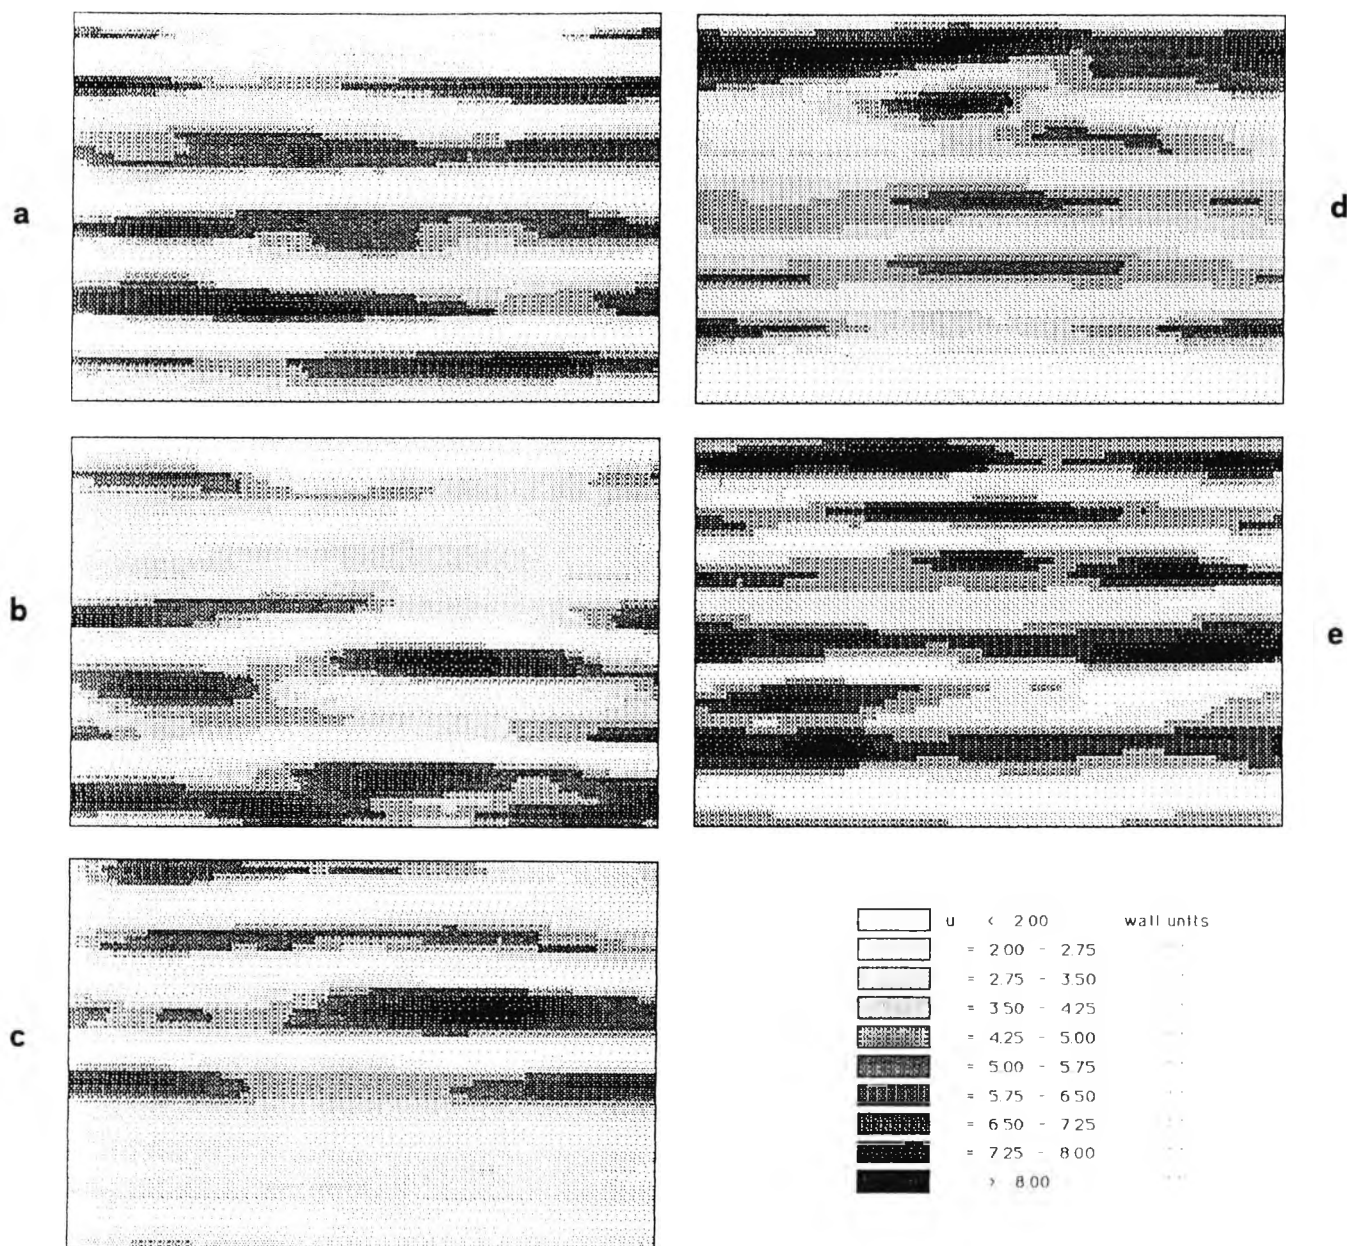 a
d
b
e
c
u < 2.00 wall units
= 2.00 - 2.75
= 2.75 - 3.50
= 3.50 - 4.25
= 4.25 - 5.00
= 5.00 - 5.75
= 5.75 - 6.50
= 6.50 - 7.25
= 7.25 - 8.00
> 8.00